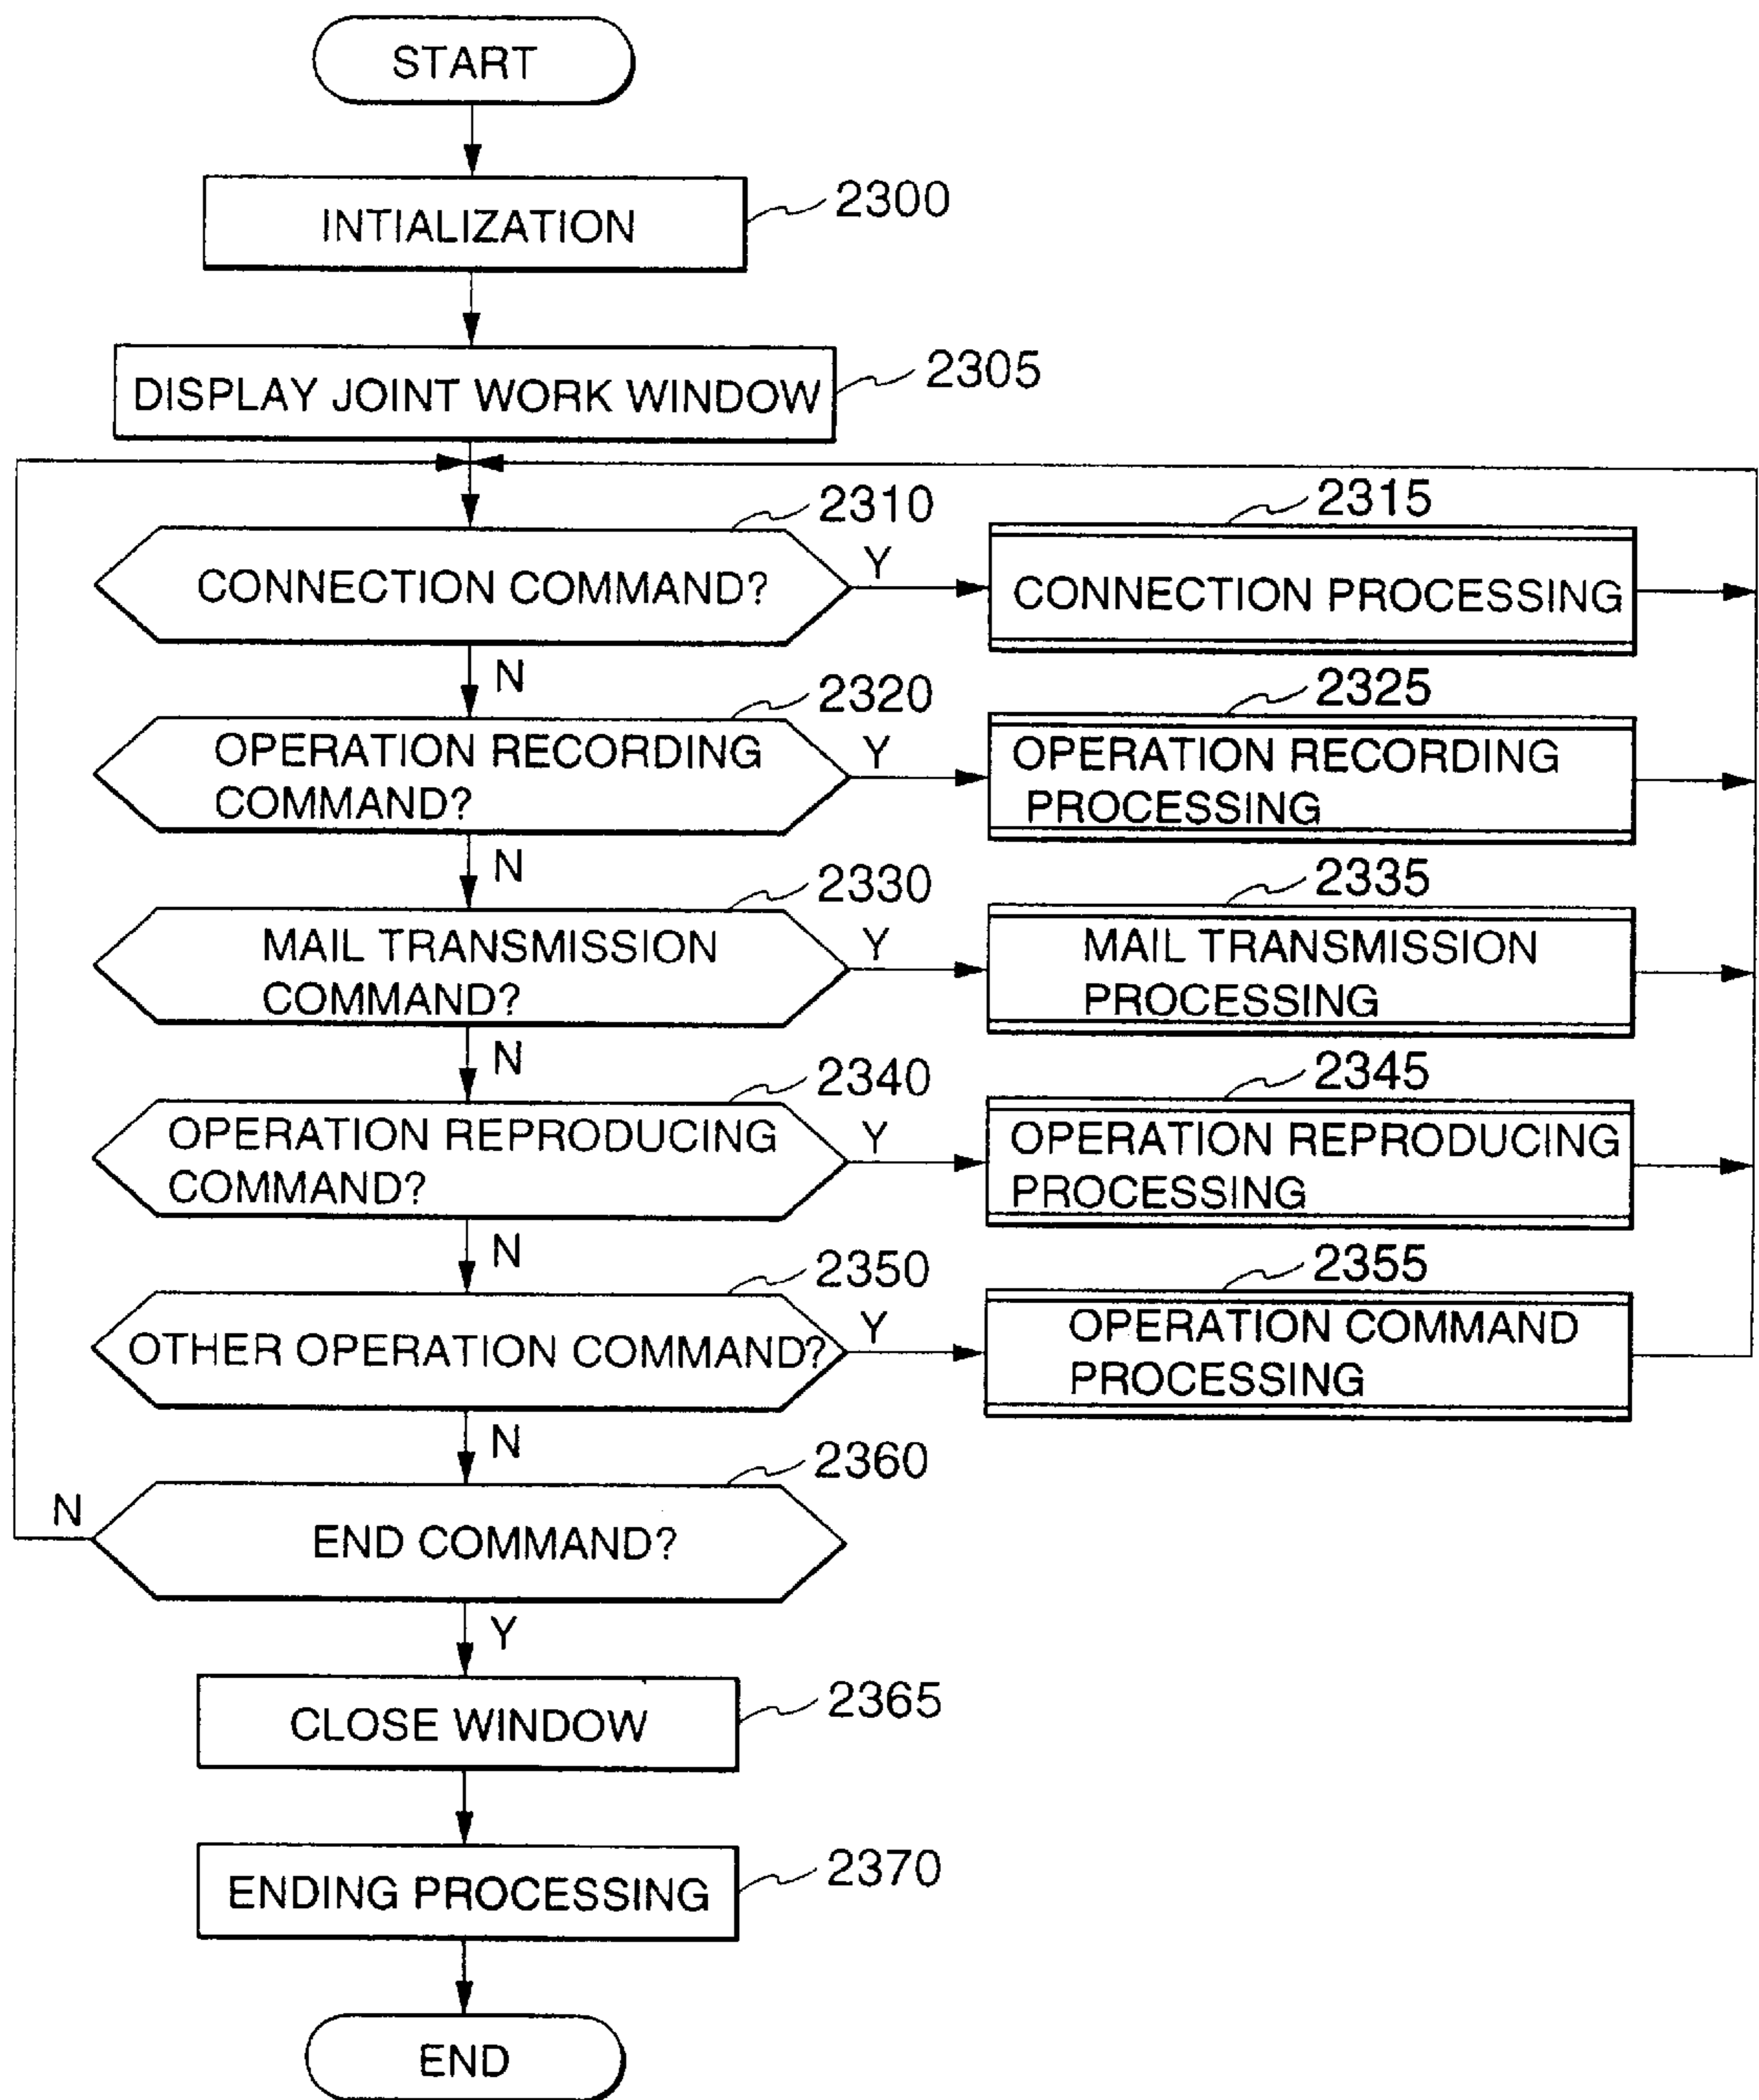 START
INTIALIZATION
2300
DISPLAY JOINT WORK WINDOW
2305
2310
CONNECTION COMMAND?
Y
2315
CONNECTION PROCESSING
N
2320
OPERATION RECORDING
COMMAND?
Y
2325
OPERATION RECORDING
PROCESSING
N
2330
MAIL TRANSMISSION
COMMAND?
Y
2335
MAIL TRANSMISSION
PROCESSING
N
2340
OPERATION REPRODUCING
COMMAND?
Y
2345
OPERATION REPRODUCING
PROCESSING
N
2350
OTHER OPERATION COMMAND?
Y
2355
OPERATION COMMAND
PROCESSING
N
2360
END COMMAND?
N
Y
CLOSE WINDOW
2365
ENDING PROCESSING
2370
END